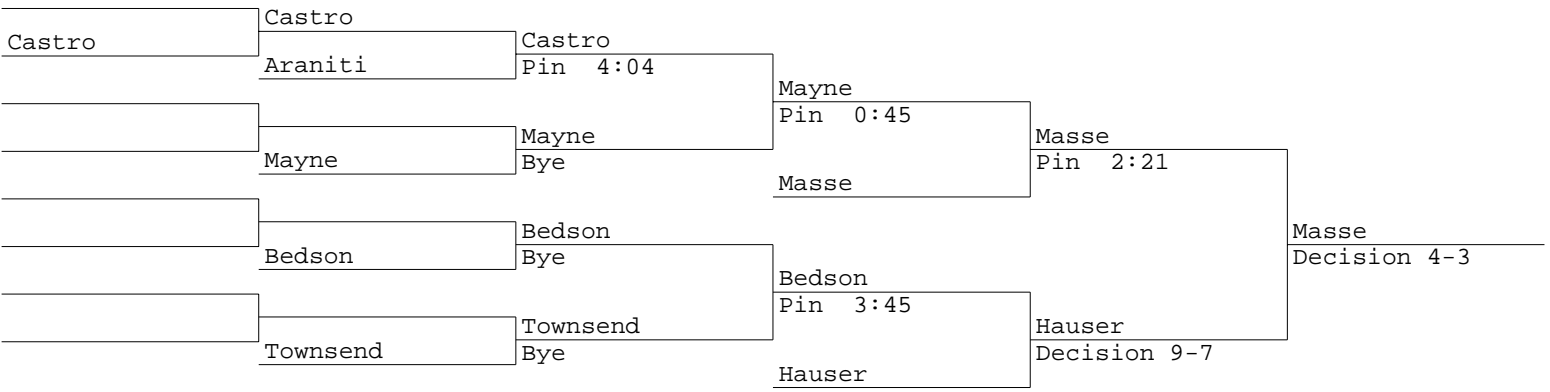 Castro
Castro
Castro
Araniti
Pin 4:04
Mayne
Pin 0:45
Mayne
Masse
Mayne
Bye
Pin 2:21
Masse
Bedson
Masse
Bedson
Bye
Decision 4-3
Bedson
Pin 3:45
Townsend
Hauser
Townsend
Bye
Decision 9-7
Hauser